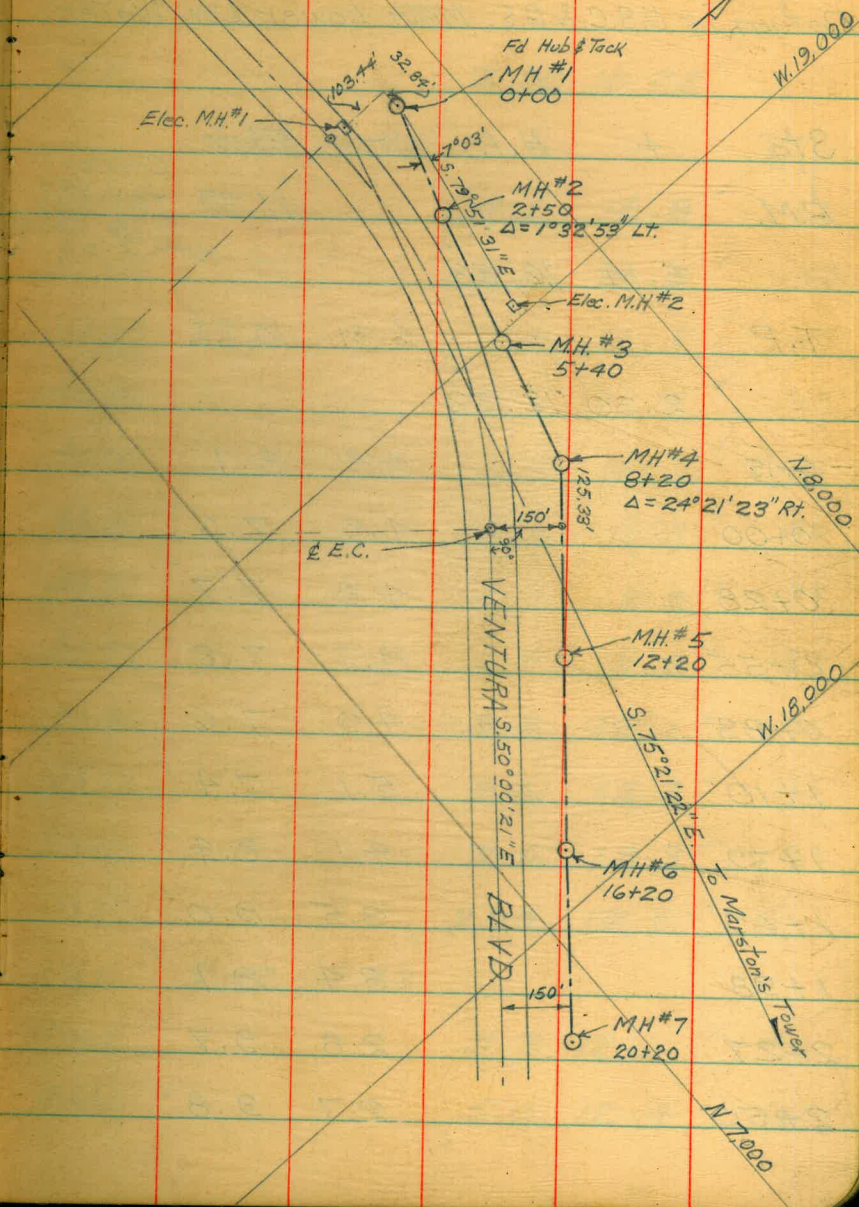 Fd Hub & Tack
MH #1
0+00
W. 19,000
103.44'
32.84'
Elec. M.H. #1
7°03'
S. 79°51'31" E
MH #2
2+50
Δ= 1°32'53" Lt.
Elec. M.H. #2
M.H. #3
5+40
MH #4
8+20
Δ= 24°21'23" Rt.
N. 8,000
125.33'
150'
90°
℄ E.C.
VENTURA BLVD.
S. 50°00'21" E
M.H. #5
12+20
W. 18,000
S. 75°21'22" E. To Marston's Tower
MH #6
16+20
150'
MH #7
20+20
N 7,000